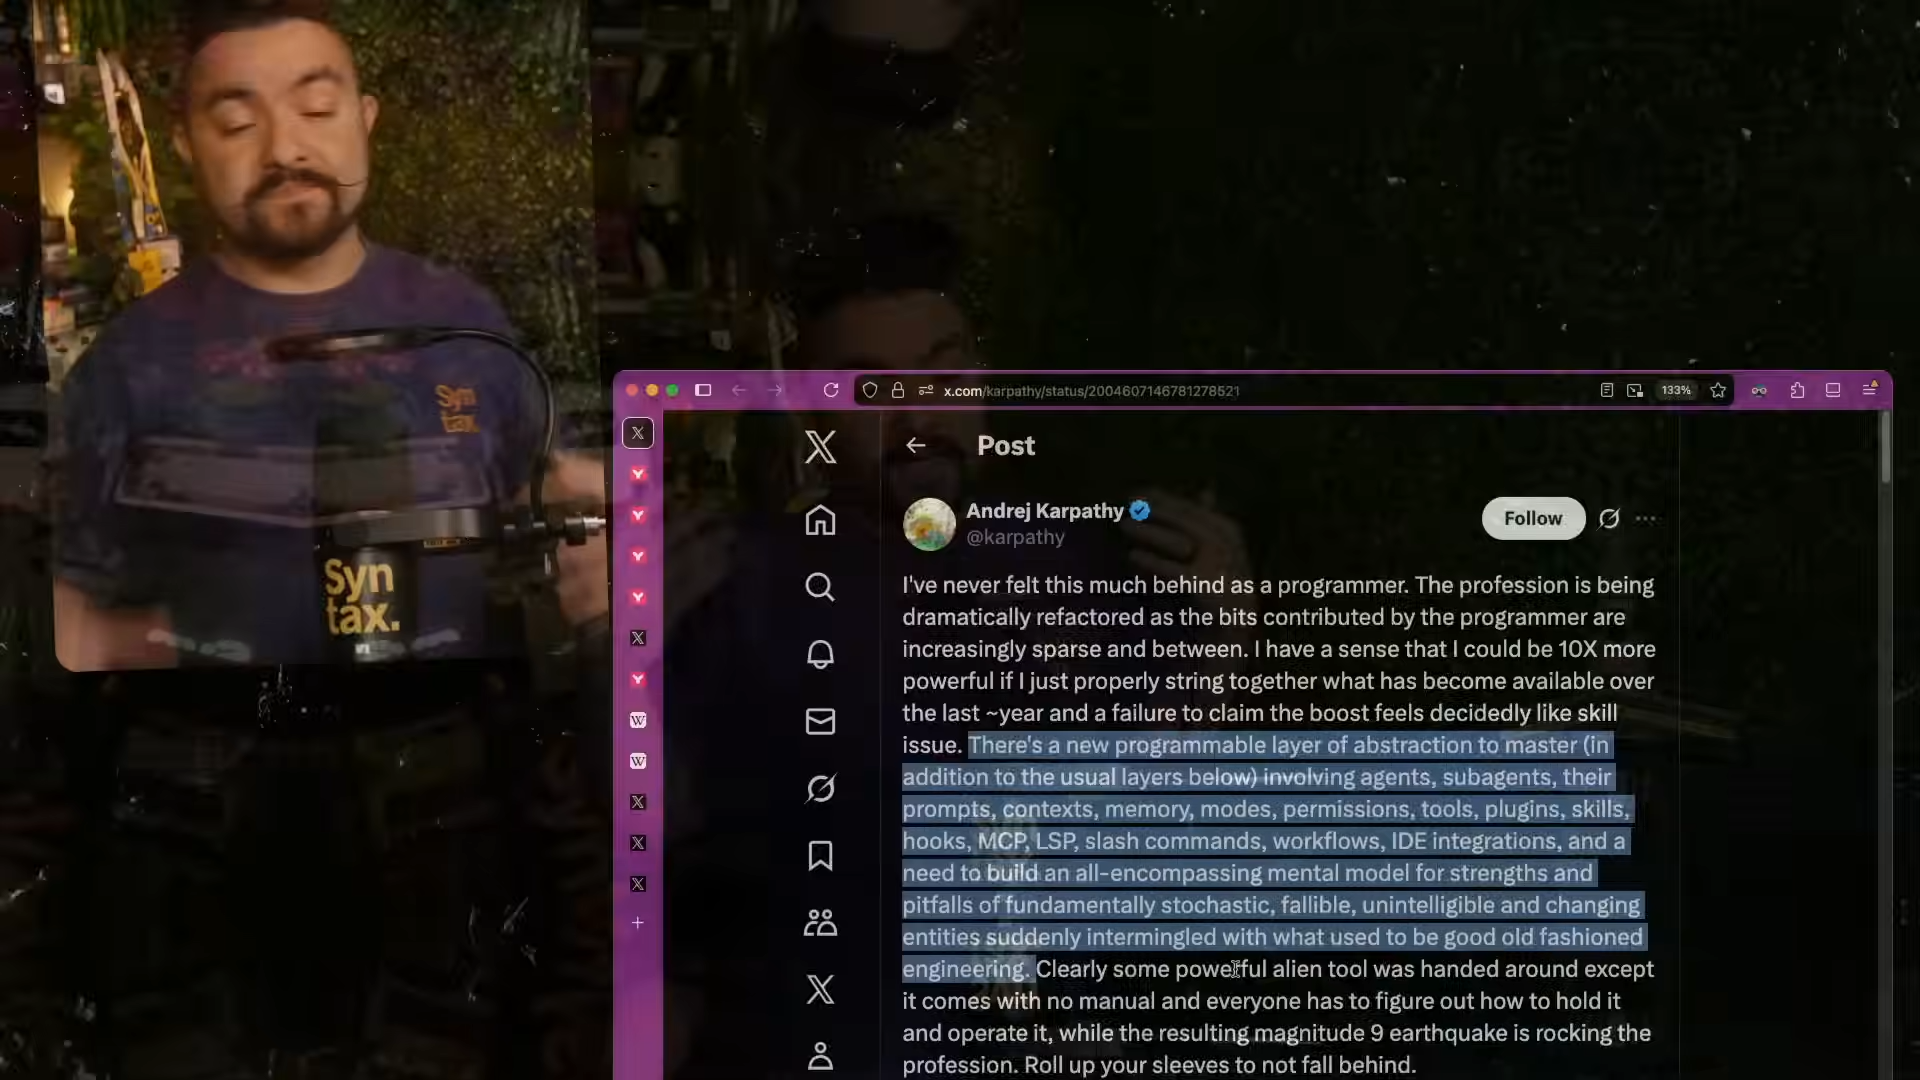 Syn
tax.
Syn
tax.
x.com/karpathy/status/2004607146781278521
133%
Post
Andrej Karpathy
@karpathy
Follow
I've never felt this much behind as a programmer. The profession is being
dramatically refactored as the bits contributed by the programmer are
increasingly sparse and between. I have a sense that I could be 10X more
powerful if I just properly string together what has become available over
the last ~year and a failure to claim the boost feels decidedly like skill
issue. There's a new programmable layer of abstraction to master (in
addition to the usual layers below) involving agents, subagents, their
prompts, contexts, memory, modes, permissions, tools, plugins, skills,
hooks, MCP, LSP, slash commands, workflows, IDE integrations, and a
need to build an all-encompassing mental model for strengths and
pitfalls of fundamentally stochastic, fallible, unintelligible and changing
entities suddenly intermingled with what used to be good old fashioned
engineering. Clearly some powerful alien tool was handed around except
it comes with no manual and everyone has to figure out how to hold it
and operate it, while the resulting magnitude 9 earthquake is rocking the
profession. Roll up your sleeves to not fall behind.